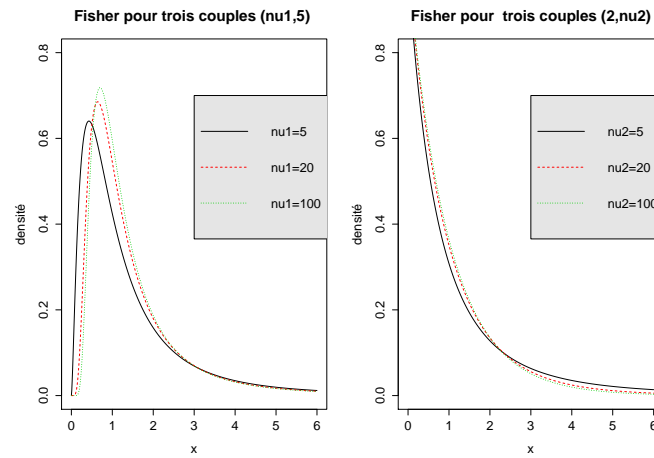 Fisher pour trois couples (nu1,5)
densité
0.8
0.6
0.4
0.2
0.0
nu1=5
nu1=20
nu1=100
0 1 2 3 4 5 6
x
Fisher pour trois couples (2,nu2)
densité
0.8
0.6
0.4
0.2
0.0
nu2=5
nu2=20
nu2=100
0 1 2 3 4 5 6
x